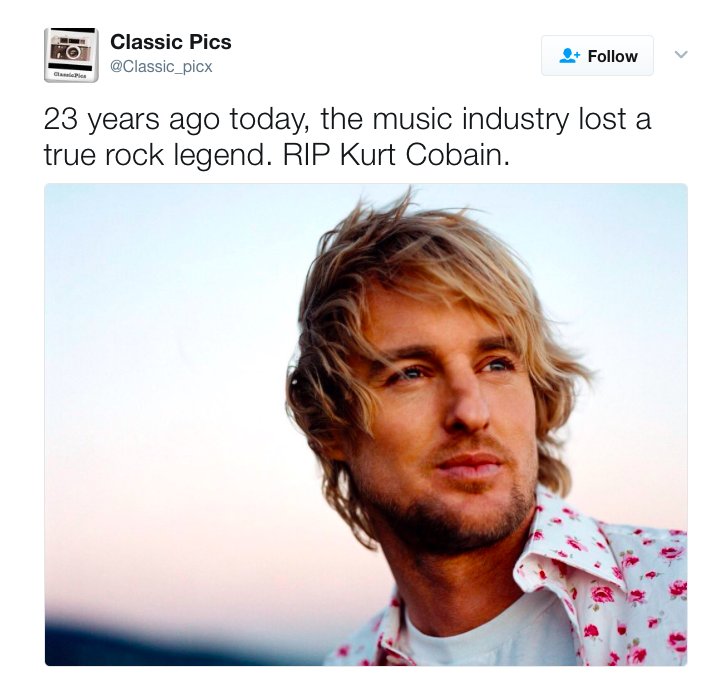 Classic Pics
@Classic_picx
Follow
ClassicPics
23 years ago today, the music industry lost a
true rock legend. RIP Kurt Cobain.